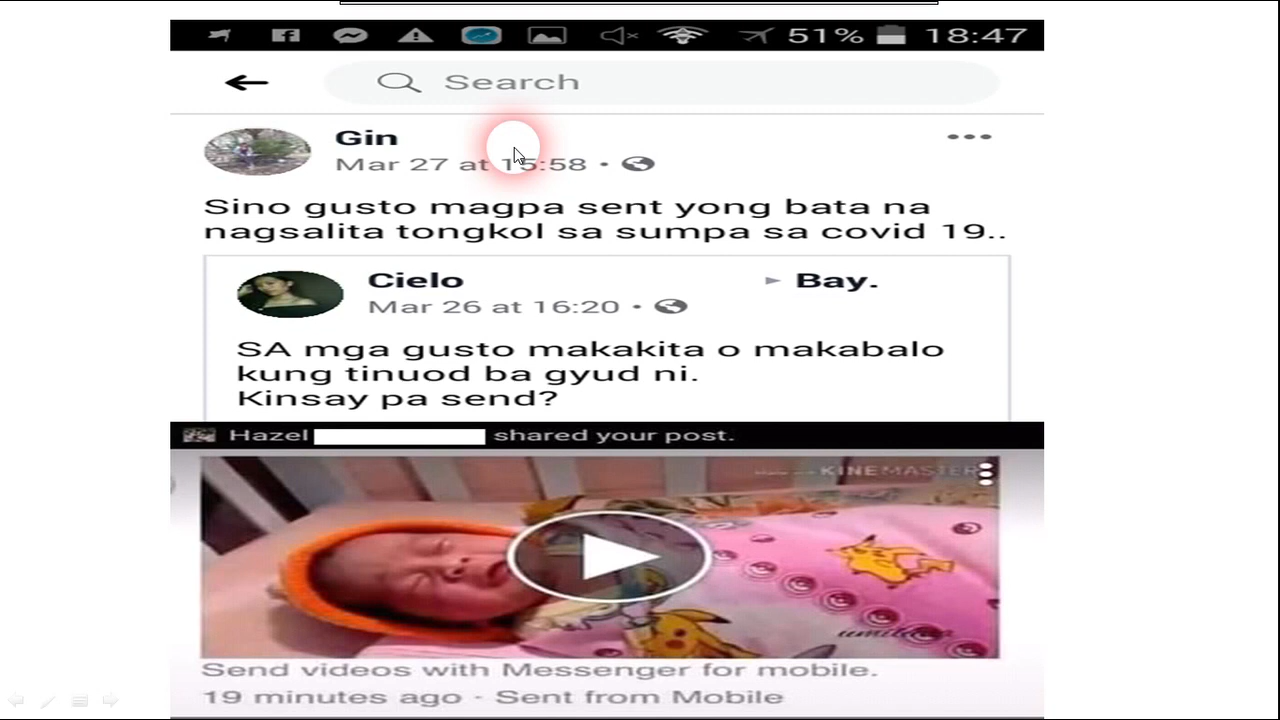 51% 18:47
Search
Gin
Mar 27 at 15:58 •
Sino gusto magpa sent yong bata na
nagsalita tongkol sa sumpa sa covid 19..
Cielo ► Bay.
Mar 26 at 16:20 •
SA mga gusto makakita o makabalo
kung tinuod ba gyud ni.
Kinsay pa send?
Hazel shared your post.
KINEMASTER
Send videos with Messenger for mobile.
19 minutes ago · Sent from Mobile